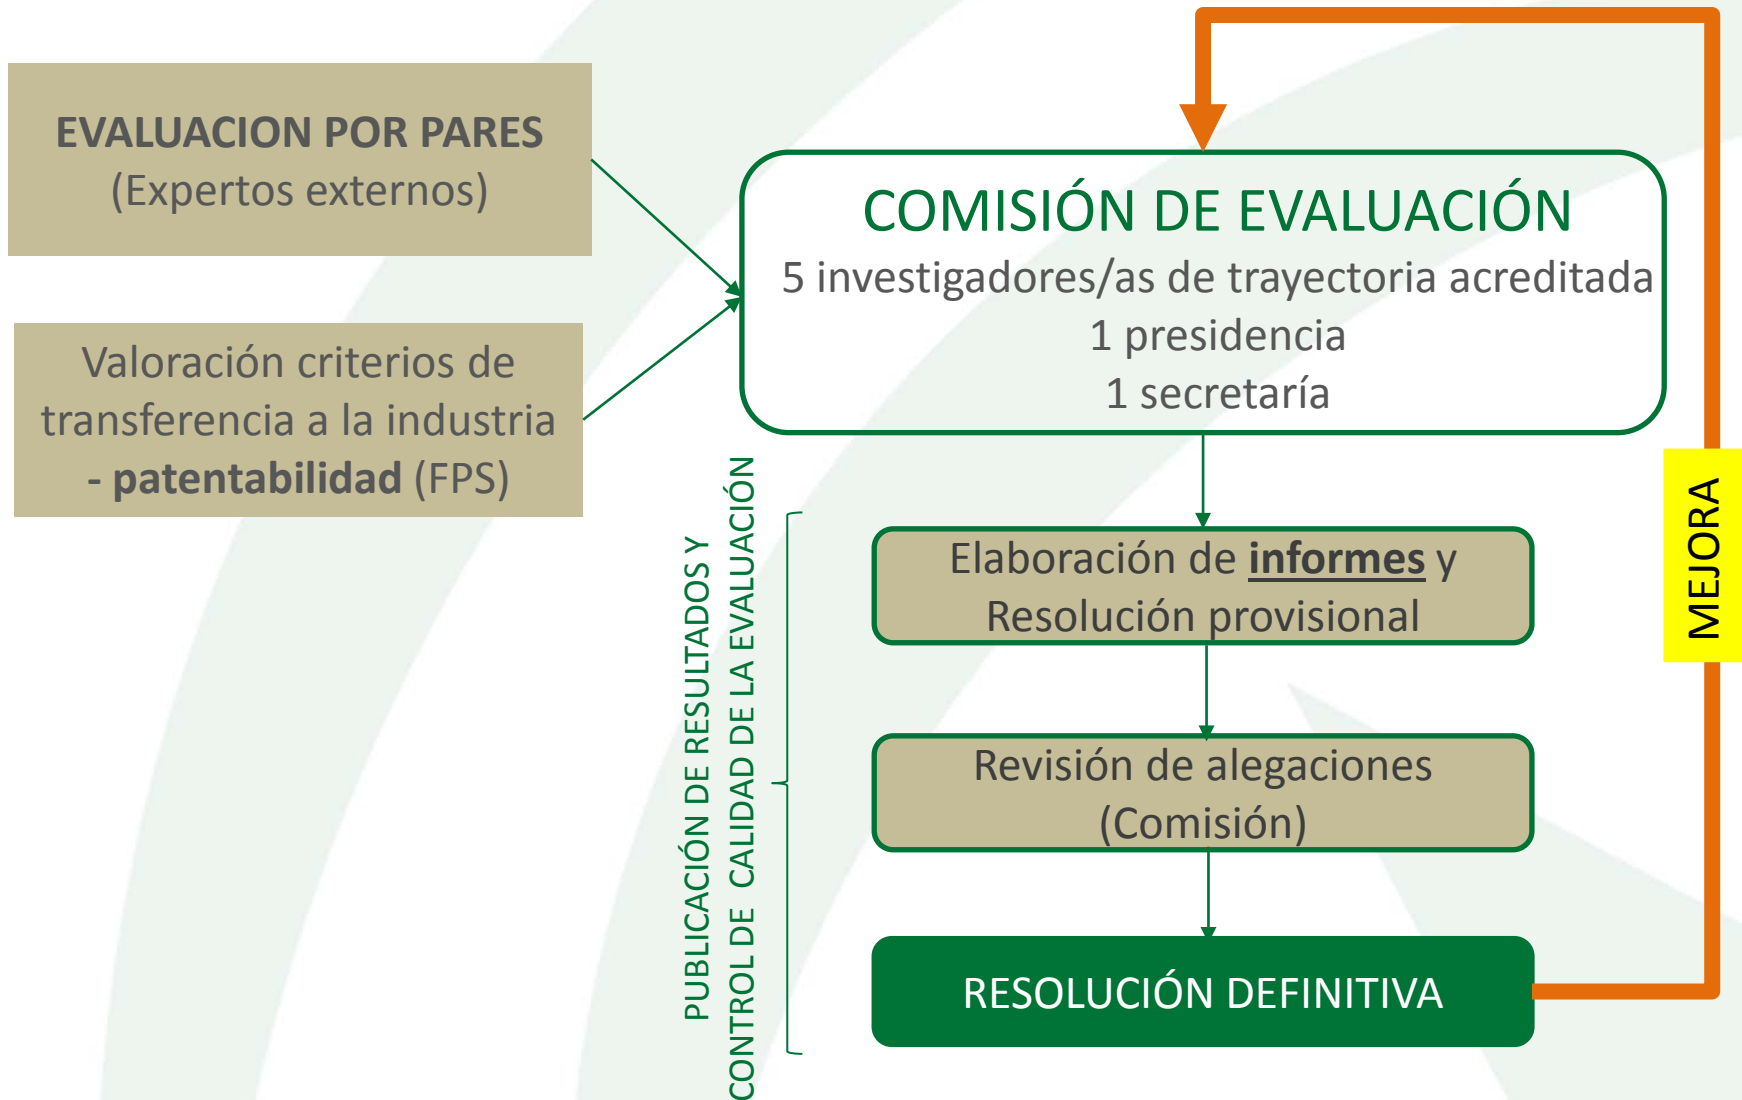 EVALUACION POR PARES
(Expertos externos)
Valoración criterios de
transferencia a la industria
- patentabilidad (FPS)
COMISIÓN DE EVALUACIÓN
5 investigadores/as de trayectoria acreditada
1 presidencia
1 secretaría
PUBLICACIÓN DE RESULTADOS Y
CONTROL DE CALIDAD DE LA EVALUACIÓN
Elaboración de informes y
Resolución provisional
Revisión de alegaciones
(Comisión)
RESOLUCIÓN DEFINITIVA
MEJORA